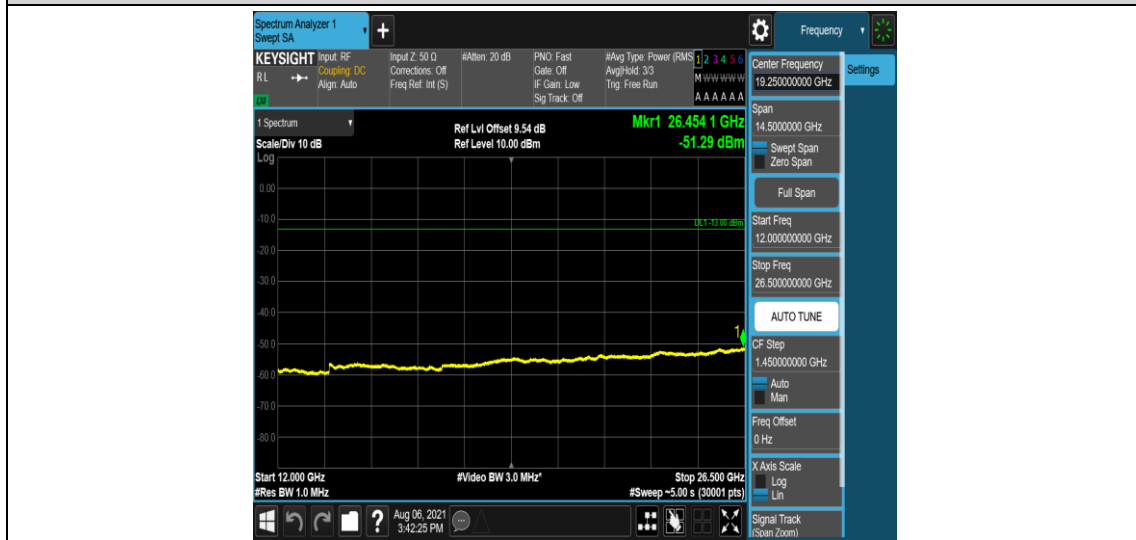 Spectrum Analyzer 1
Swept SA
+
Frequency
KEYSIGHT
RL
LXI
Input: RF
Coupling: DC
Align: Auto
Input Z: 50 Ω
Corrections: Off
Freq Ref: Int (S)
#Atten: 20 dB
PNO: Fast
Gate: Off
IF Gain: Low
Sig Track: Off
#Avg Type: Power (RMS
Avg|Hold: 3/3
Trig: Free Run
1 2 3 4 5 6
M W W W W W
A A A A A A
1 Spectrum
Scale/Div 10 dB
Log
Ref Lvl Offset 9.54 dB
Ref Level 10.00 dBm
Mkr1 26.454 1 GHz
-51.29 dBm
0.00
-10.0
DL1 -13.00 dBm
-20.0
-30.0
-40.0
1
-50.0
-60.0
-70.0
-80.0
Start 12.000 GHz
#Res BW 1.0 MHz
#Video BW 3.0 MHz*
Stop 26.500 GHz
#Sweep ~5.00 s (30001 pts)
Center Frequency
19.250000000 GHz
Settings
Span
14.5000000 GHz
Swept Span
Zero Span
Full Span
Start Freq
12.000000000 GHz
Stop Freq
26.500000000 GHz
AUTO TUNE
CF Step
1.450000000 GHz
Auto
Man
Freq Offset
0 Hz
X Axis Scale
Log
Lin
Signal Track
(Span Zoom)
?
Aug 06, 2021
3:42:25 PM